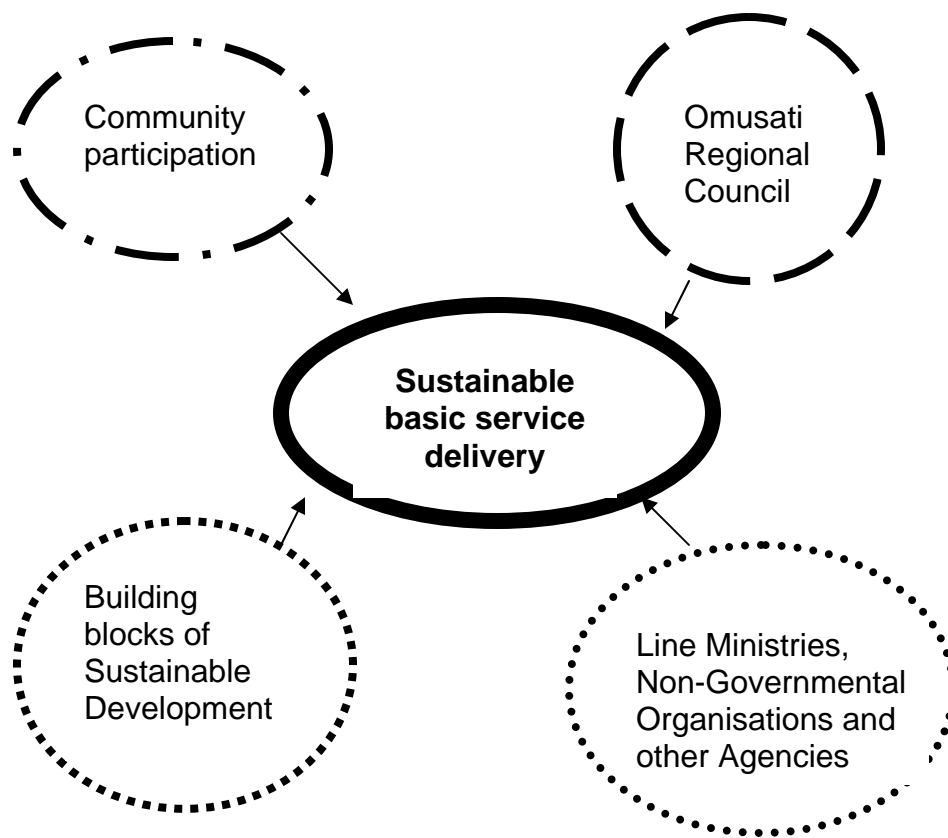 Community
participation
Omusati
Regional
Council
Sustainable
basic service
delivery
Building
blocks of
Sustainable
Development
Line Ministries,
Non-Governmental
Organisations and
other Agencies